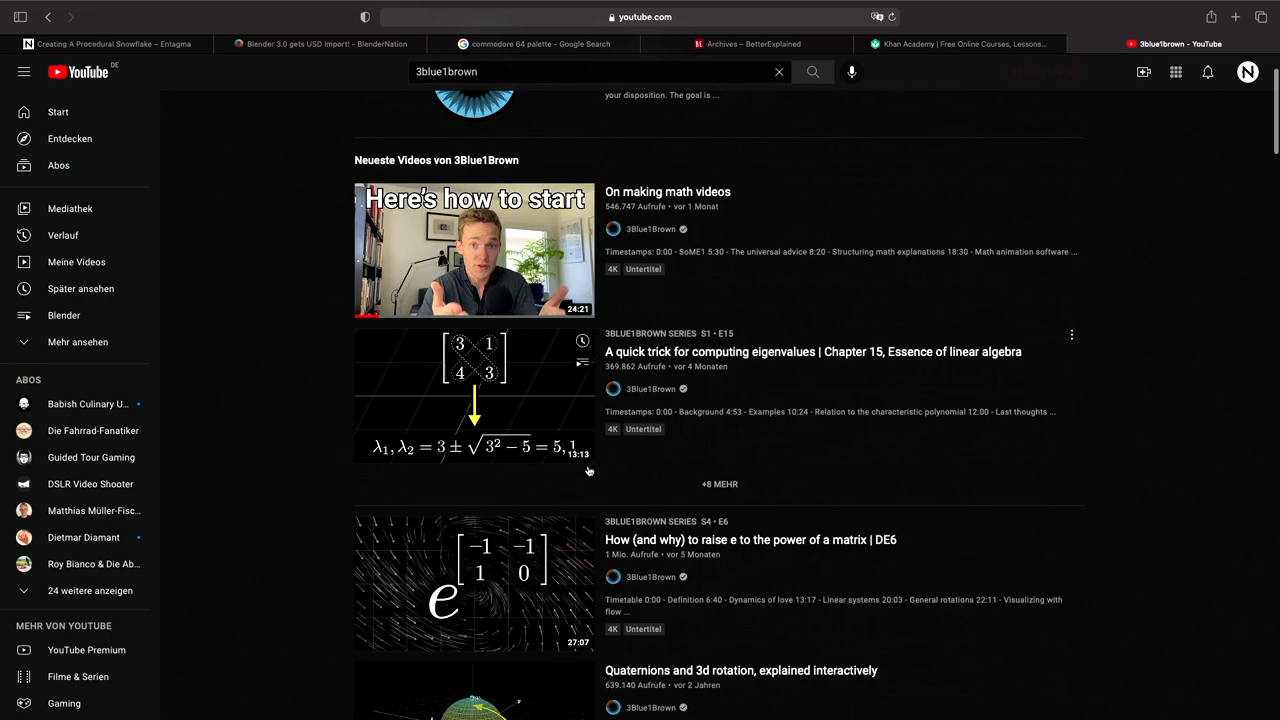 youtube.com
Creating A Procedural Snowflake – Entagma
Blender 3.0 gets USD Import! - BlenderNation
commodore 64 palette - Google Search
Archives – BetterExplained
Khan Academy | Free Online Courses, Lessons...
3blue1brown - YouTube
YouTube DE
3blue1brown
N
Start
Entdecken
Abos
Mediathek
Verlauf
Meine Videos
Später ansehen
Blender
Mehr ansehen
ABOS
Babish Culinary U...
Die Fahrrad-Fanatiker
Guided Tour Gaming
DSLR Video Shooter
Matthias Müller-Fisc...
Dietmar Diamant
Roy Bianco & Die Ab...
24 weitere anzeigen
MEHR VON YOUTUBE
YouTube Premium
Filme & Serien
Gaming
your disposition. The goal is ...
Neueste Videos von 3Blue1Brown
Here's how to start
24:21
On making math videos
546.747 Aufrufe • vor 1 Monat
3Blue1Brown
Timestamps: 0:00 - SoME1 5:30 - The universal advice 8:20 - Structuring math explanations 18:30 - Math animation software ...
4K Untertitel
3 1
4 3
λ₁, λ₂ = 3 ± √3² − 5 = 5, 1
13:13
3BLUE1BROWN SERIES S1 • E15
A quick trick for computing eigenvalues | Chapter 15, Essence of linear algebra
369.862 Aufrufe • vor 4 Monaten
3Blue1Brown
Timestamps: 0:00 - Background 4:53 - Examples 10:24 - Relation to the characteristic polynomial 12:00 - Last thoughts ...
4K Untertitel
+8 MEHR
−1 −1
1 0
e
27:07
3BLUE1BROWN SERIES S4 • E6
How (and why) to raise e to the power of a matrix | DE6
1 Mio. Aufrufe • vor 5 Monaten
3Blue1Brown
Timetable 0:00 - Definition 6:40 - Dynamics of love 13:17 - Linear systems 20:03 - General rotations 22:11 - Visualizing with
flow ...
4K Untertitel
Quaternions and 3d rotation, explained interactively
639.140 Aufrufe • vor 2 Jahren
3Blue1Brown